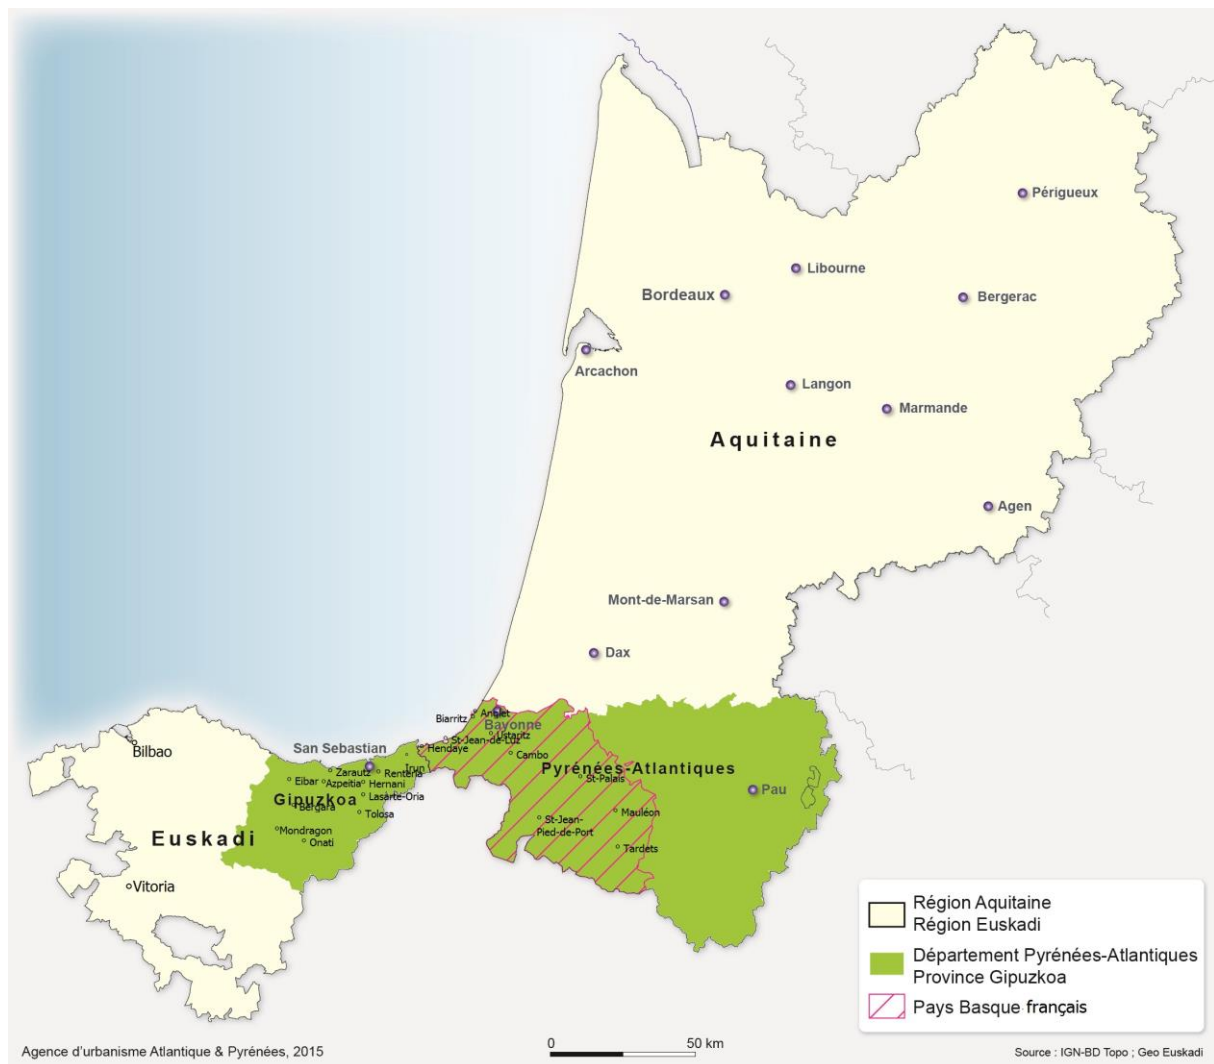 Périgueux
Libourne
Bordeaux
Bergerac
Arcachon
Langon
Marmande
Aquitaine
Agen
Mont-de-Marsan
Dax
Biarritz
Anglet
Bayonne
Ustaritz
St-Jean-de-Luz
Hendaye
Cambo
San Sebastian
Bilbao
Irun
Zarautz
Renteria
Pyrénées-Atlantiques
St-Palais
Eibar
Azpeitia
Hernani
Pau
Lasarte-Oria
Gipuzkoa
Bergara
Tolosa
Mauléon
St-Jean-
Pied-de-Port
Mondragon
Onati
Euskadi
Tardets
Vitoria
Région Aquitaine
Région Euskadi
Département Pyrénées-Atlantiques
Province Gipuzkoa
Pays Basque français
0 50 km
Agence d'urbanisme Atlantique & Pyrénées, 2015
Source : IGN-BD Topo ; Geo Euskadi